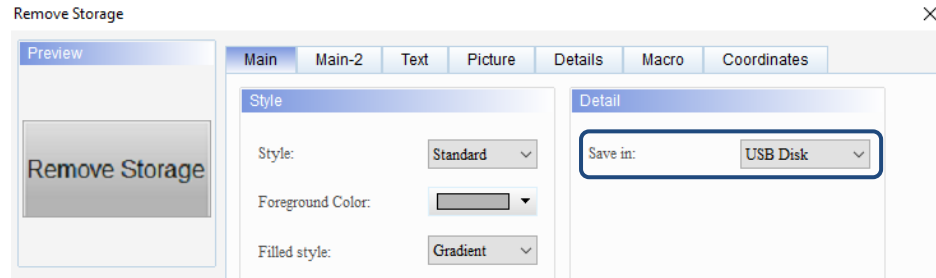 Remove Storage
Preview
Remove Storage
Main Main-2 Text Picture Details Macro Coordinates
Style
Style: Standard
Foreground Color:
Filled style: Gradient
Detail
Save in: USB Disk